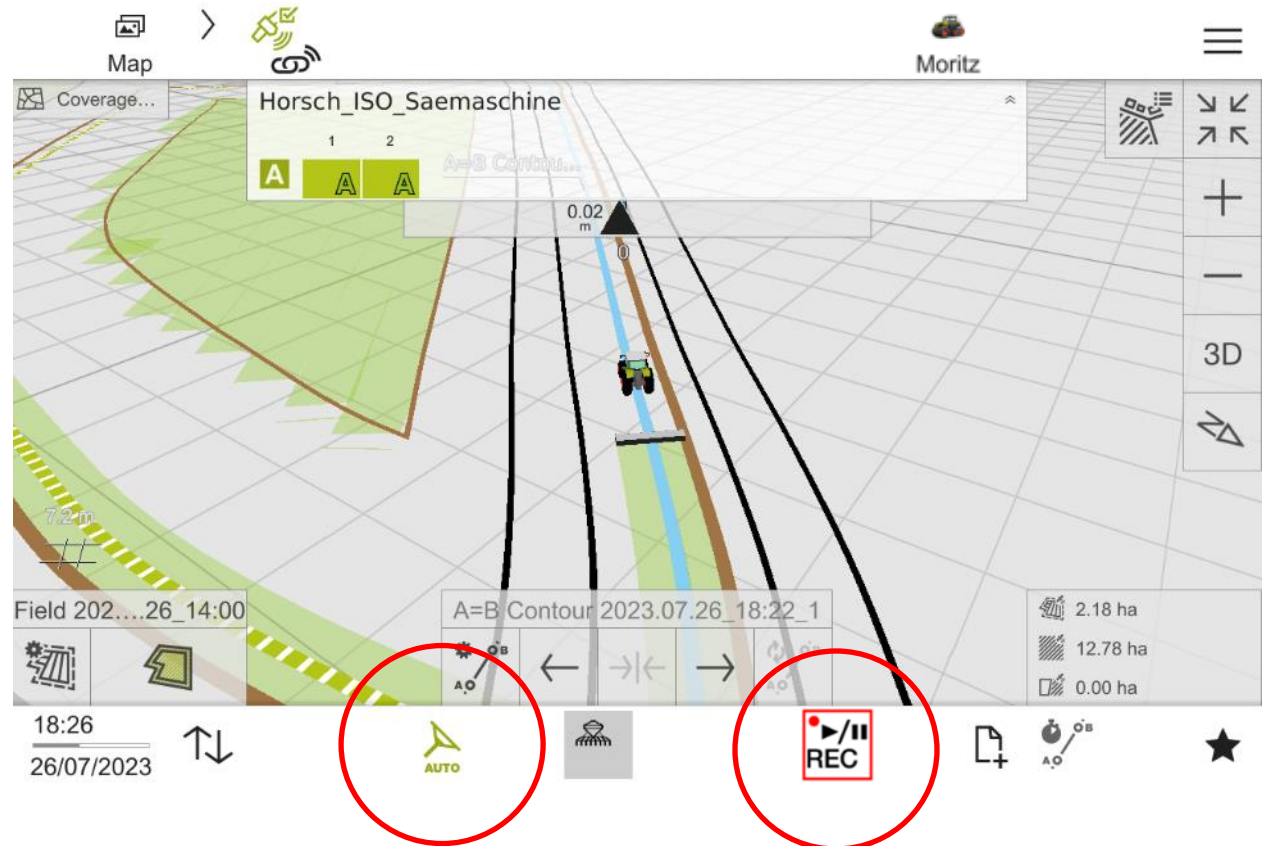 Map
Moritz
Coverage...
Horsch_ISO_Saemaschine
1 2
A A A
A=B Contou...
0.02
m
0
3D
7.2 m
Field 202....26_14:00
A=B Contour 2023.07.26_18:22_1
A B
A B
2.18 ha
12.78 ha
0.00 ha
18:26
26/07/2023
AUTO
REC
A B